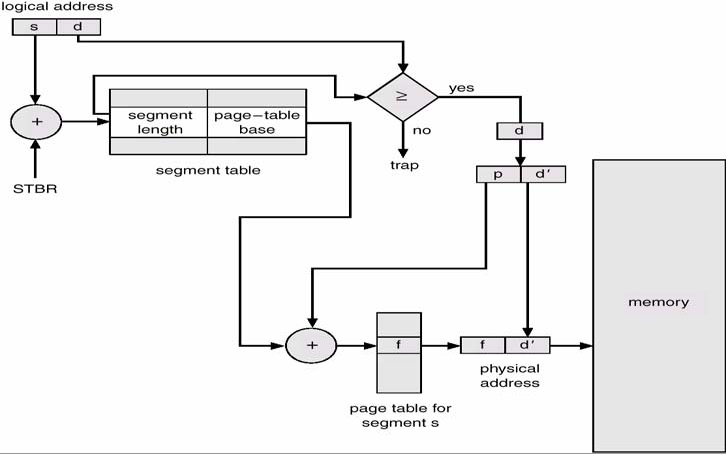 logical address
s d
+
STBR
segment length
page–table base
segment table
≥
yes
no
trap
d
p d′
+
f
page table for
segment s
f d′
physical
address
memory